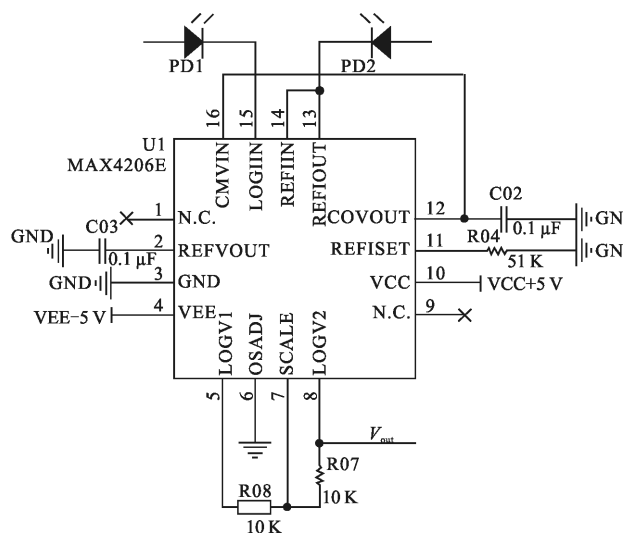 PD1
PD2
16
15
14
13
U1
MAX4206E
CMVIN
LOGIIN
REFIIN
REFIOUT
1
N.C.
COVOUT
12
C02
0.1 μF
GN
GND
C03
0.1 μF
2
REFVOUT
REFISET
11
R04
51 K
GN
GND
3
GND
VCC
10
VCC+5 V
VEE-5 V
4
VEE
N.C.
9
LOGV1
OSADJ
SCALE
LOGV2
5
6
7
8
Vout
R07
10 K
R08
10 K